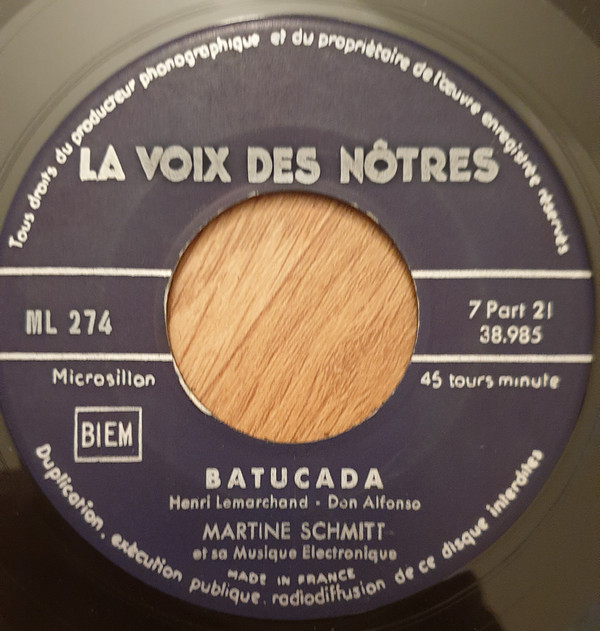 Tous droits du producteur phonographique et du propriétaire de l'œuvre enregistrée réservés
LA VOIX DES NÔTRES
ML 274
7 Part 21
38.985
Microsillon
45 tours minute
BIEM
BATUCADA
Henri Lemarchand - Don Alfonso
MARTINE SCHMITT
et sa Musique Electronique
MADE IN FRANCE
Duplication, exécution publique, radiodiffusion de ce disque interdites